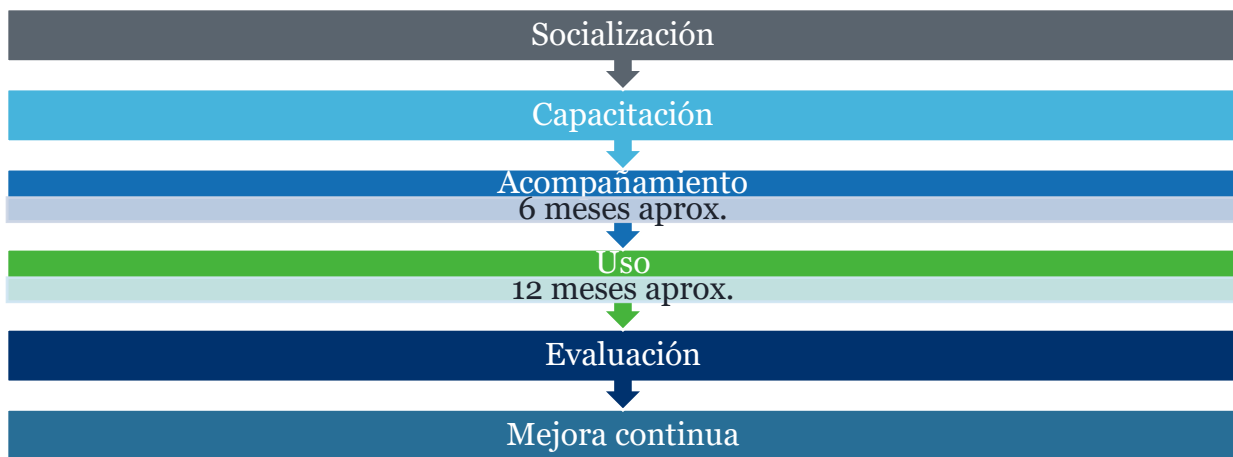 Socialización
Capacitación
Acompañamiento
6 meses aprox.
Uso
12 meses aprox.
Evaluación
Mejora continua